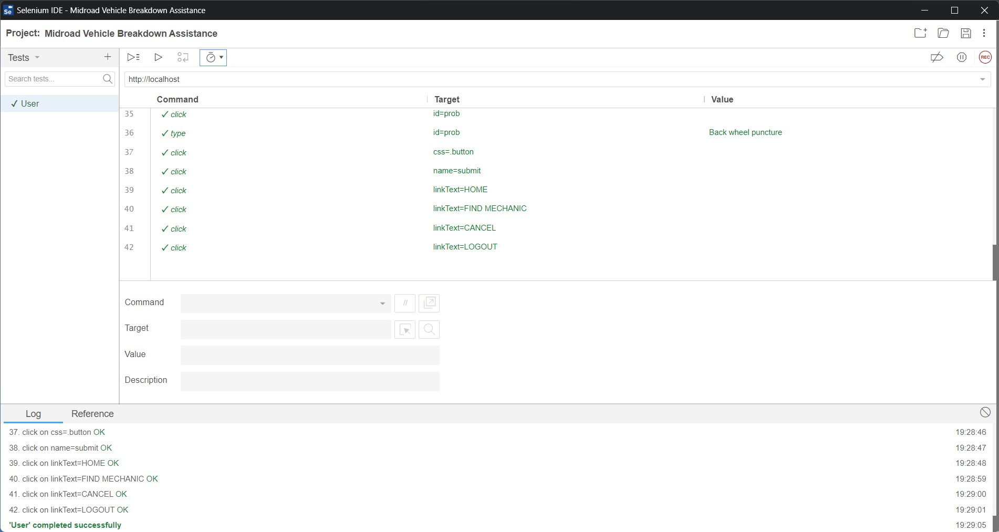 Selenium IDE - Midroad Vehicle Breakdown Assistance
Project: Midroad Vehicle Breakdown Assistance
Tests
REC
Search tests...
http://localhost
✓ User
Command Target Value
35 ✓ click id=prob
36 ✓ type id=prob Back wheel puncture
37 ✓ click css=.button
38 ✓ click name=submit
39 ✓ click linkText=HOME
40 ✓ click linkText=FIND MECHANIC
41 ✓ click linkText=CANCEL
42 ✓ click linkText=LOGOUT
Command //
Target
Value
Description
Log Reference
37. click on css=.button OK 19:28:46
38. click on name=submit OK 19:28:47
39. click on linkText=HOME OK 19:28:48
40. click on linkText=FIND MECHANIC OK 19:28:59
41. click on linkText=CANCEL OK 19:29:00
42. click on linkText=LOGOUT OK 19:29:01
'User' completed successfully 19:29:05